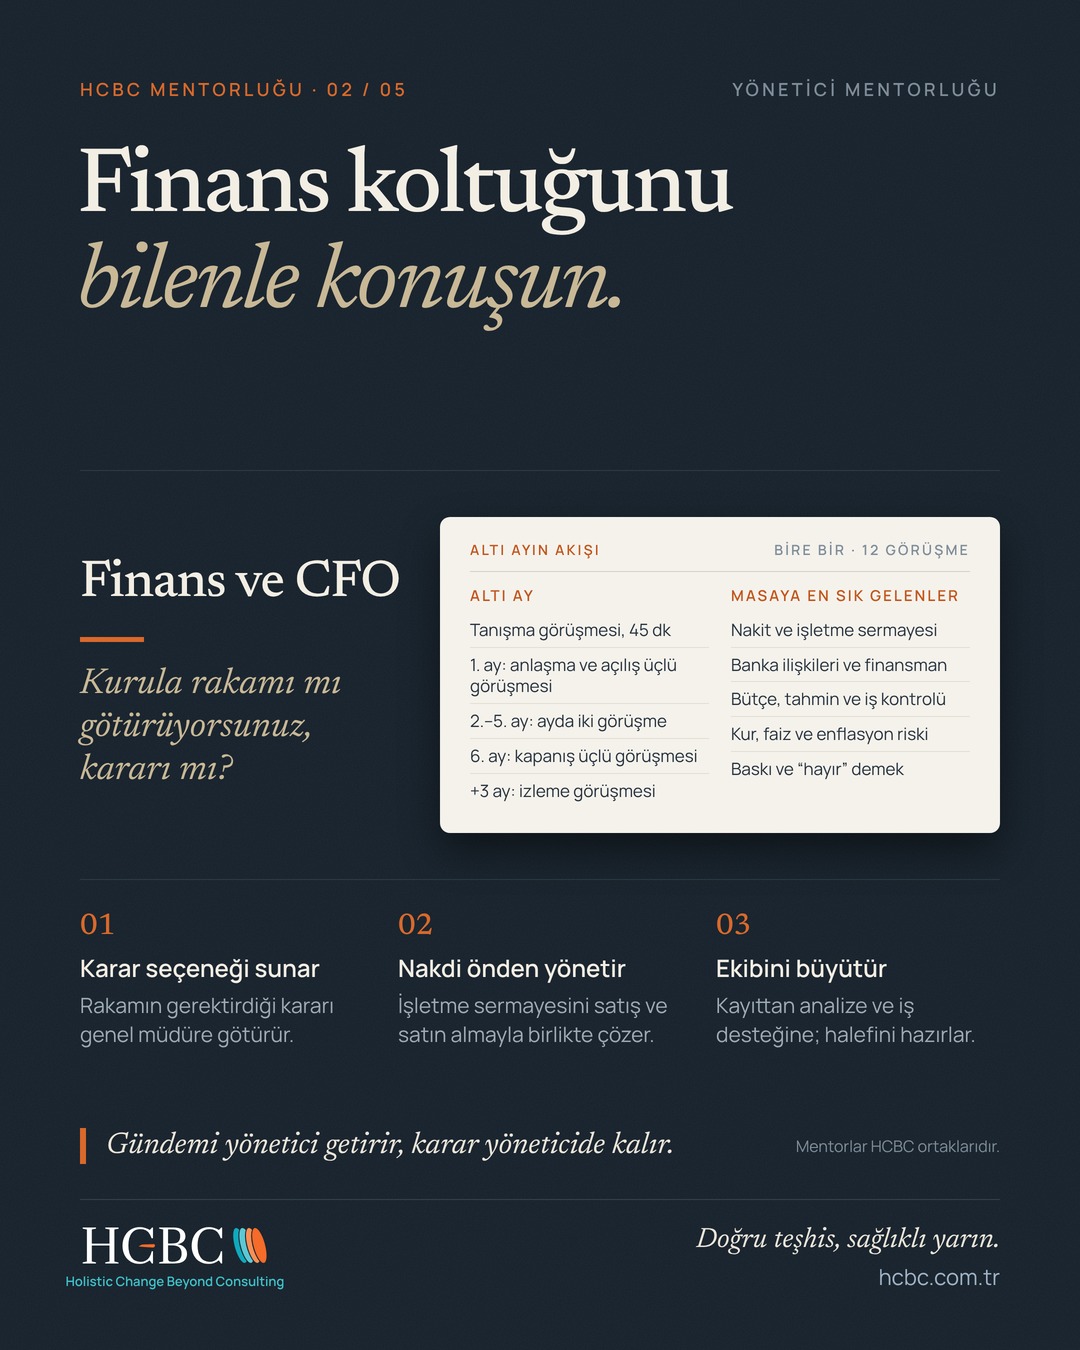 HCBC MENTORLUĞU · 02 / 05
YÖNETİCİ MENTORLUĞU
Finans koltuğunu
bilenle konuşun.
Finans ve CFO
Kurula rakamı mı
götürüyorsunuz,
kararı mı?
ALTI AYIN AKIŞI
BİRE BİR · 12 GÖRÜŞME
ALTI AY
Tanışma görüşmesi, 45 dk
1. ay: anlaşma ve açılış üçlü
görüşmesi
2.–5. ay: ayda iki görüşme
6. ay: kapanış üçlü görüşmesi
+3 ay: izleme görüşmesi
MASAYA EN SIK GELENLER
Nakit ve işletme sermayesi
Banka ilişkileri ve finansman
Bütçe, tahmin ve iş kontrolü
Kur, faiz ve enflasyon riski
Baskı ve “hayır” demek
01
Karar seçeneği sunar
Rakamın gerektirdiği kararı
genel müdüre götürür.
02
Nakdi önden yönetir
İşletme sermayesini satış ve
satın almayla birlikte çözer.
03
Ekibini büyütür
Kayıttan analize ve iş
desteğine; halefini hazırlar.
Gündemi yönetici getirir, karar yöneticide kalır.
Mentorlar HCBC ortaklarıdır.
HCBC
Holistic Change Beyond Consulting
Doğru teşhis, sağlıklı yarın.
hcbc.com.tr